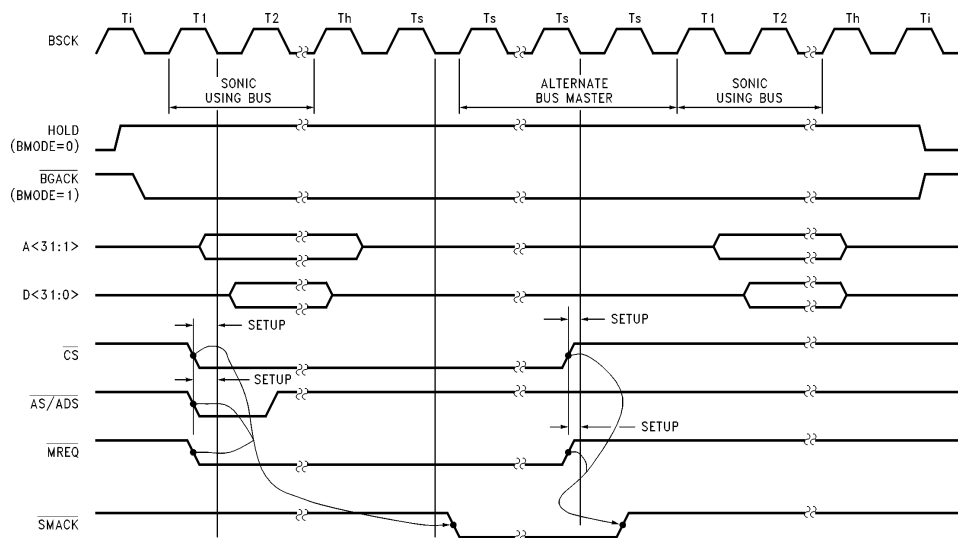 Ti T1 T2 Th Ts Ts Ts Ts T1 T2 Th Ti
BSCK
SONIC
USING BUS
ALTERNATE
BUS MASTER
SONIC
USING BUS
HOLD
(BMODE=0)
BGACK
(BMODE=1)
A<31:1>
D<31:0>
SETUP
SETUP
CS
SETUP
AS/ADS
SETUP
MREQ
SMACK